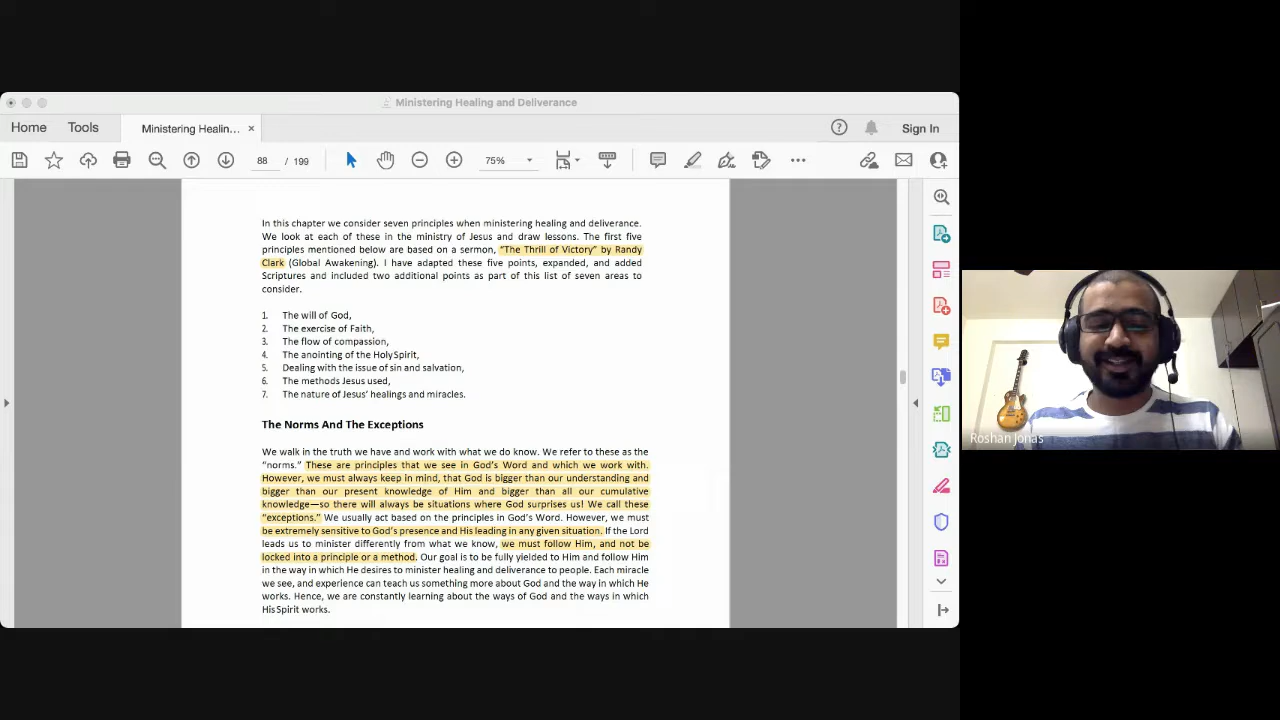 Ministering Healing and Deliverance
Home Tools Ministering Healin... × Sign In
88 / 199 75%
In this chapter we consider seven principles when ministering healing and deliverance.
We look at each of these in the ministry of Jesus and draw lessons. The first five
principles mentioned below are based on a sermon, “The Thrill of Victory” by Randy
Clark (Global Awakening). I have adapted these five points, expanded, and added
Scriptures and included two additional points as part of this list of seven areas to
consider.
1. The will of God,
2. The exercise of Faith,
3. The flow of compassion,
4. The anointing of the Holy Spirit,
5. Dealing with the issue of sin and salvation,
6. The methods Jesus used,
7. The nature of Jesus’ healings and miracles.
The Norms And The Exceptions
We walk in the truth we have and work with what we do know. We refer to these as the
“norms.” These are principles that we see in God’s Word and which we work with.
However, we must always keep in mind, that God is bigger than our understanding and
bigger than our present knowledge of Him and bigger than all our cumulative
knowledge—so there will always be situations where God surprises us! We call these
“exceptions.” We usually act based on the principles in God’s Word. However, we must
be extremely sensitive to God’s presence and His leading in any given situation. If the Lord
leads us to minister differently from what we know, we must follow Him, and not be
locked into a principle or a method. Our goal is to be fully yielded to Him and follow Him
in the way in which He desires to minister healing and deliverance to people. Each miracle
we see, and experience can teach us something more about God and the way in which He
works. Hence, we are constantly learning about the ways of God and the ways in which
His Spirit works.
Roshan Jonas